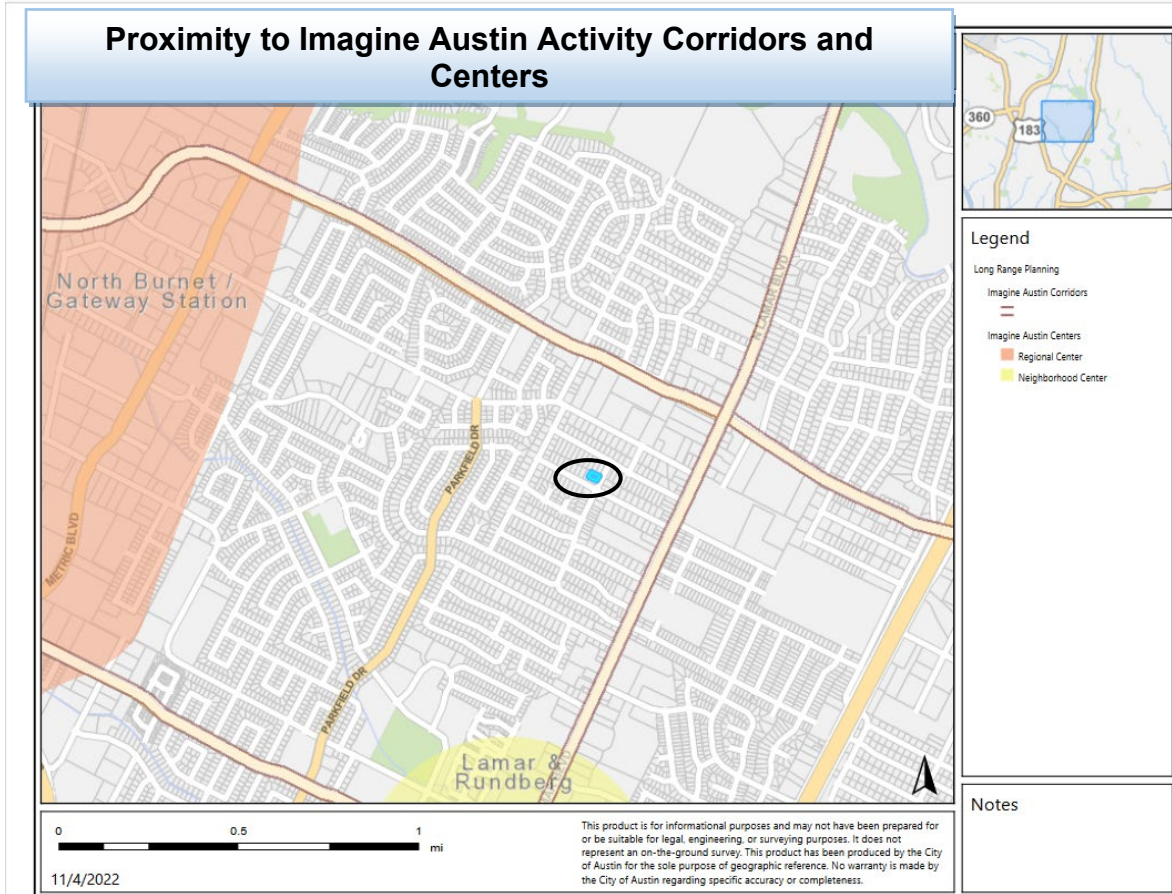 Proximity to Imagine Austin Activity Corridors and
Centers
360
183
North Burnet /
Gateway Station
N LAMAR BLVD
PARKFIELD DR
METRIC BLVD
PARKFIELD DR
Lamar &
Rundberg
Legend
Long Range Planning
Imagine Austin Corridors
Imagine Austin Centers
Regional Center
Neighborhood Center
Notes
0 0.5 1
mi
11/4/2022
This product is for informational purposes and may not have been prepared for
or be suitable for legal, engineering, or surveying purposes. It does not
represent an on-the-ground survey. This product has been produced by the City
of Austin for the sole purpose of geographic reference. No warranty is made by
the City of Austin regarding specific accuracy or completeness.